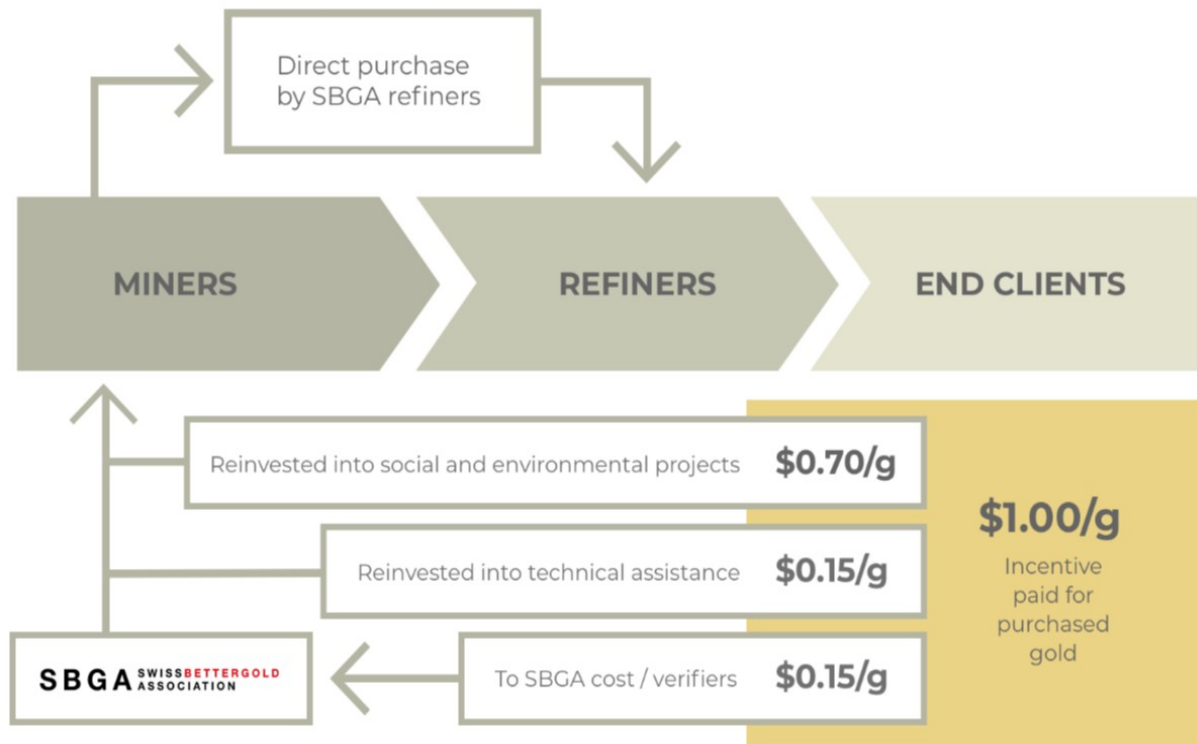 Direct purchase
by SBGA refiners
MINERS
REFINERS
END CLIENTS
Reinvested into social and environmental projects $0.70/g
Reinvested into technical assistance $0.15/g
To SBGA cost / verifiers $0.15/g
$1.00/g
Incentive
paid for
purchased
gold
SBGA SWISSBETTERGOLD
ASSOCIATION